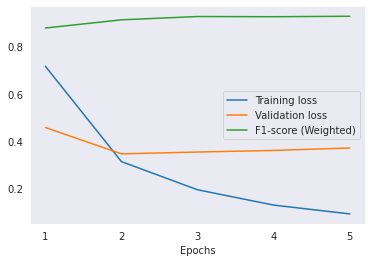 0.8
0.6
0.4
0.2
Training loss
Validation loss
F1-score (Weighted)
1 2 3 4 5
Epochs